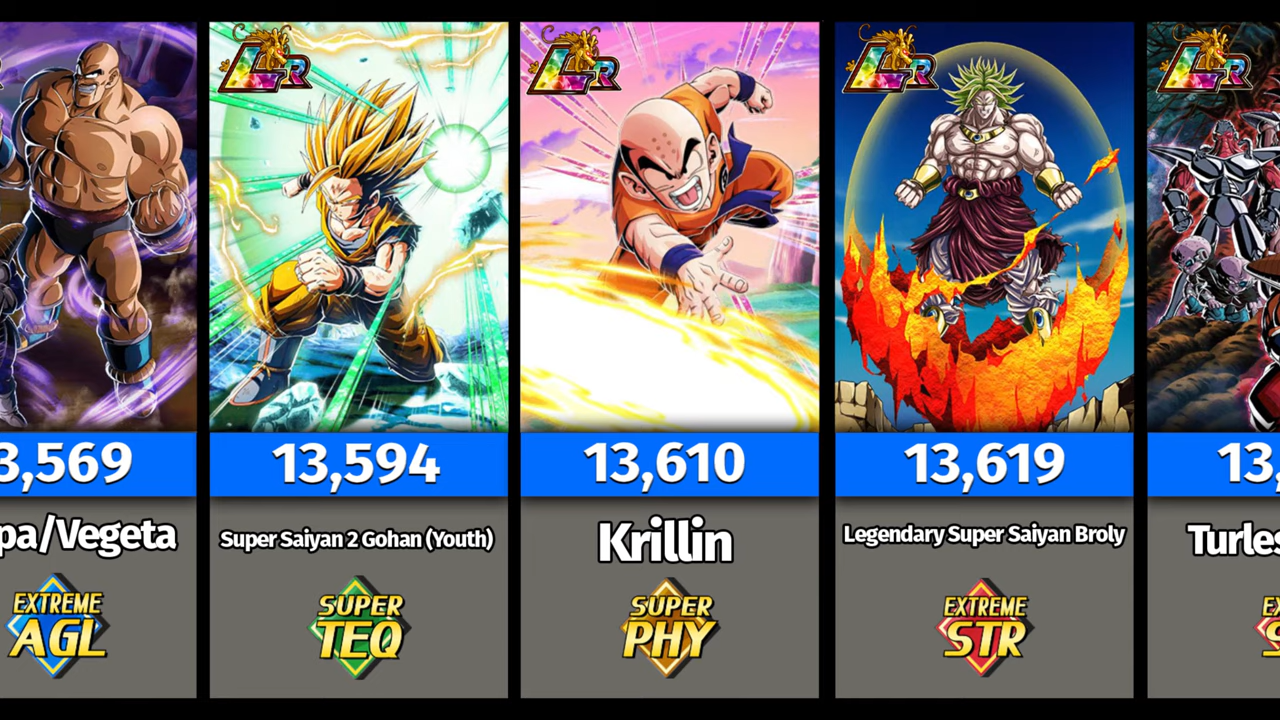 LR
LR
LR
LR
3,569
13,594
13,610
13,619
13,
pa/Vegeta
Super Saiyan 2 Gohan (Youth)
Krillin
Legendary Super Saiyan Broly
Turles
EXTREME
AGL
SUPER
TEQ
SUPER
PHY
EXTREME
STR
E
S